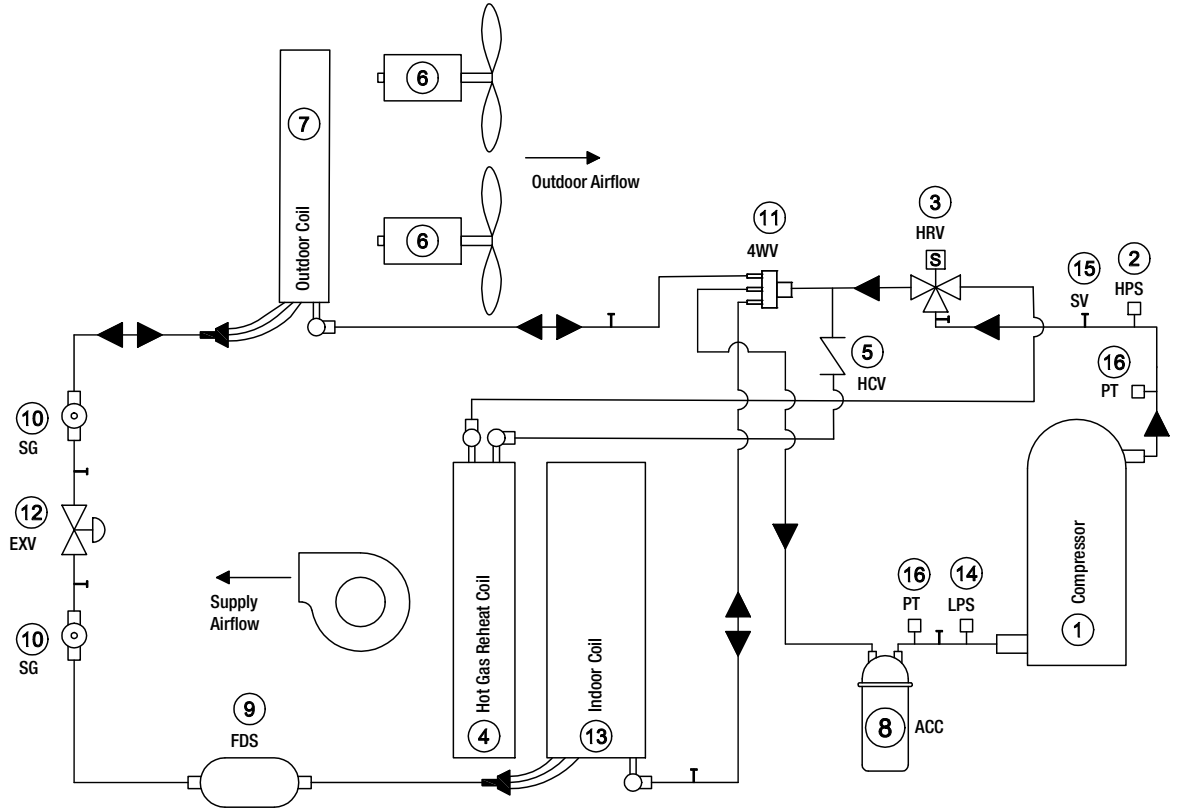 6
7
Outdoor Coil
6
Outdoor Airflow
11
4WV
3
HRV
S
15
SV
2
HPS
16
PT
5
HCV
10
SG
12
EXV
10
SG
Supply
Airflow
9
FDS
Hot Gas Reheat Coil
4
Indoor Coil
13
Compressor
1
16
PT
14
LPS
8
ACC